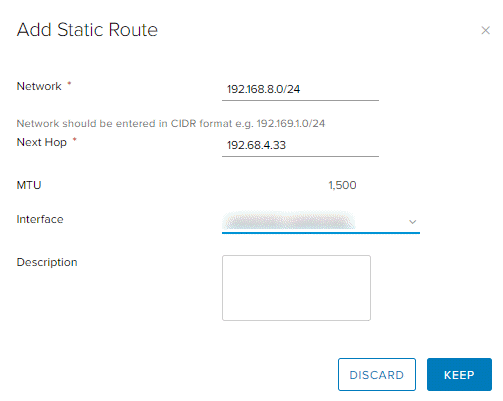 Add Static Route
Network *
192.168.8.0/24
Network should be entered in CIDR format e.g. 192.169.1.0/24
Next Hop *
192.68.4.33
MTU
1,500
Interface
Description
DISCARD
KEEP